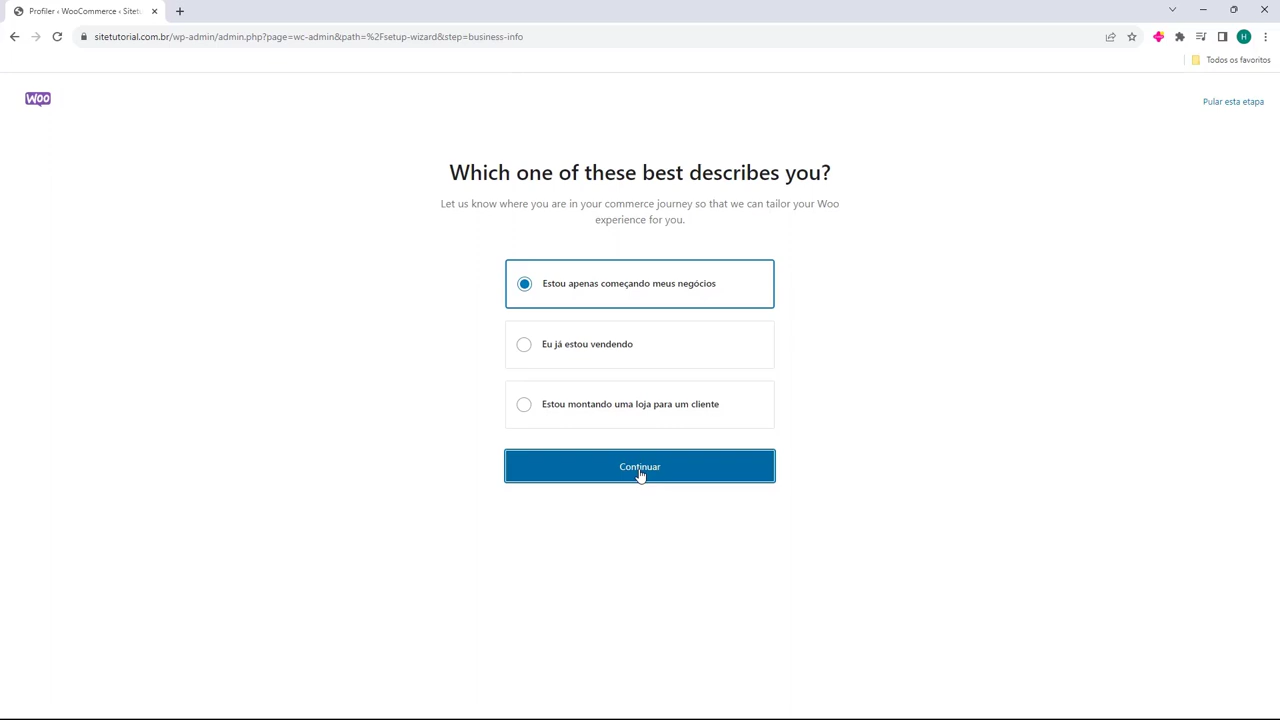 Profiler ‹ WooCommerce ‹ Sitetu
sitetutorial.com.br/wp-admin/admin.php?page=wc-admin&path=%2Fsetup-wizard&step=business-info
H
Todos os favoritos
Woo
Pular esta etapa
Which one of these best describes you?
Let us know where you are in your commerce journey so that we can tailor your Woo
experience for you.
Estou apenas começando meus negócios
Eu já estou vendendo
Estou montando uma loja para um cliente
Continuar